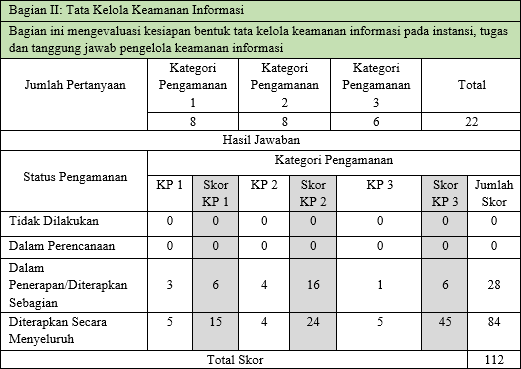 Bagian II: Tata Kelola Keamanan Informasi
Bagian ini mengevaluasi kesiapan bentuk tata kelola keamanan informasi pada instansi, tugas
dan tanggung jawab pengelola keamanan informasi
Jumlah Pertanyaan
Kategori Pengamanan 1
Kategori Pengamanan 2
Kategori Pengamanan 3
Total
8 8 6 22
Hasil Jawaban
Status Pengamanan
Kategori Pengamanan
KP 1
Skor KP 1
KP 2
Skor KP 2
KP 3
Skor KP 3
Jumlah Skor
Tidak Dilakukan 0 0 0 0 0 0 0
Dalam Perencanaan 0 0 0 0 0 0 0
Dalam
Penerapan/Diterapkan
Sebagian
3 6 4 16 1 6 28
Diterapkan Secara
Menyeluruh
5 15 4 24 5 45 84
Total Skor 112